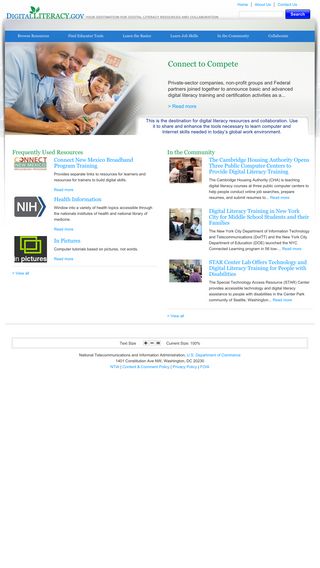 Home | About Us | Contact Us
DIGITALLITERACY.GOV YOUR DESTINATION FOR DIGITAL LITERACY RESOURCES AND COLLABORATION
Search
Browse Resources Find Educator Tools Learn the Basics Learn Job Skills In the Community Collaborate
Connect to Compete
Private-sector companies, non-profit groups and Federal
partners joined together to announce basic and advanced
digital literacy training and certification activities as a...
> Read more
This is the destination for digital literacy resources and collaboration. Use
it to share and enhance the tools necessary to learn computer and
Internet skills needed in today's global work environment.
Frequently Used Resources
CONNECT
NEW MEXICO
Connect New Mexico Broadband
Program Training
Provides separate links to resources for learners and
resources for trainers to build digital skills.
Read more
NIH
Health Information
Window into a variety of health topics accessible through
the nationals institute of health and national library of
medicine.
Read more
in pictures
In Pictures
Computer tutorials based on pictures, not words.
Read more
> View all
In the Community
The Cambridge Housing Authority Opens
Three Public Computer Centers to
Provide Digital Literacy Training
The Cambridge Housing Authority (CHA) is teaching
digital literacy courses at three public computer centers
to help people conduct online job searches, prepare
resumes, and submit resumes to... Read more
Digital Literacy Training in New York
City for Middle School Students and their
Families
The New York City Department of Information Technology
and Telecommunications (DoITT) and the New York City
Department of Education (DOE) launched the NYC
Connected Learning program in 56 low-... Read more
STAR Center Lab Offers Technology and
Digital Literacy Training for People with
Disabilities
The Special Technology Access Resource (STAR) Center
provides accessible technology and digital literacy
assistance to people with disabilities in the Center Park
community of Seattle, Washington... Read more
> View all
Text Size + − Current Size: 100%
National Telecommunications and Information Administration, U.S. Department of Commerce
1401 Constitution Ave NW, Washington, DC 20230
NTIA | Content & Comment Policy | Privacy Policy | FOIA